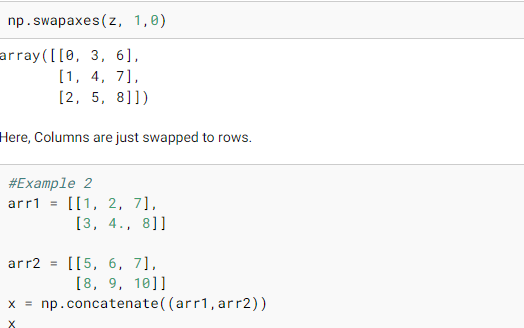 np.swapaxes(z, 1,0)
array([[0, 3, 6],
[1, 4, 7],
[2, 5, 8]])
Here, Columns are just swapped to rows.
#Example 2
arr1 = [[1, 2, 7],
[3, 4., 8]]
arr2 = [[5, 6, 7],
[8, 9, 10]]
x = np.concatenate((arr1,arr2))
x